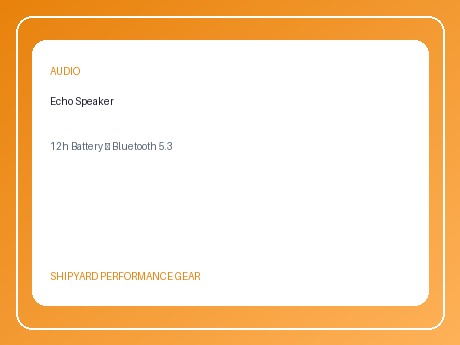 AUDIO
Echo Speaker
12h Battery Bluetooth 5.3
SHIPYARD PERFORMANCE GEAR